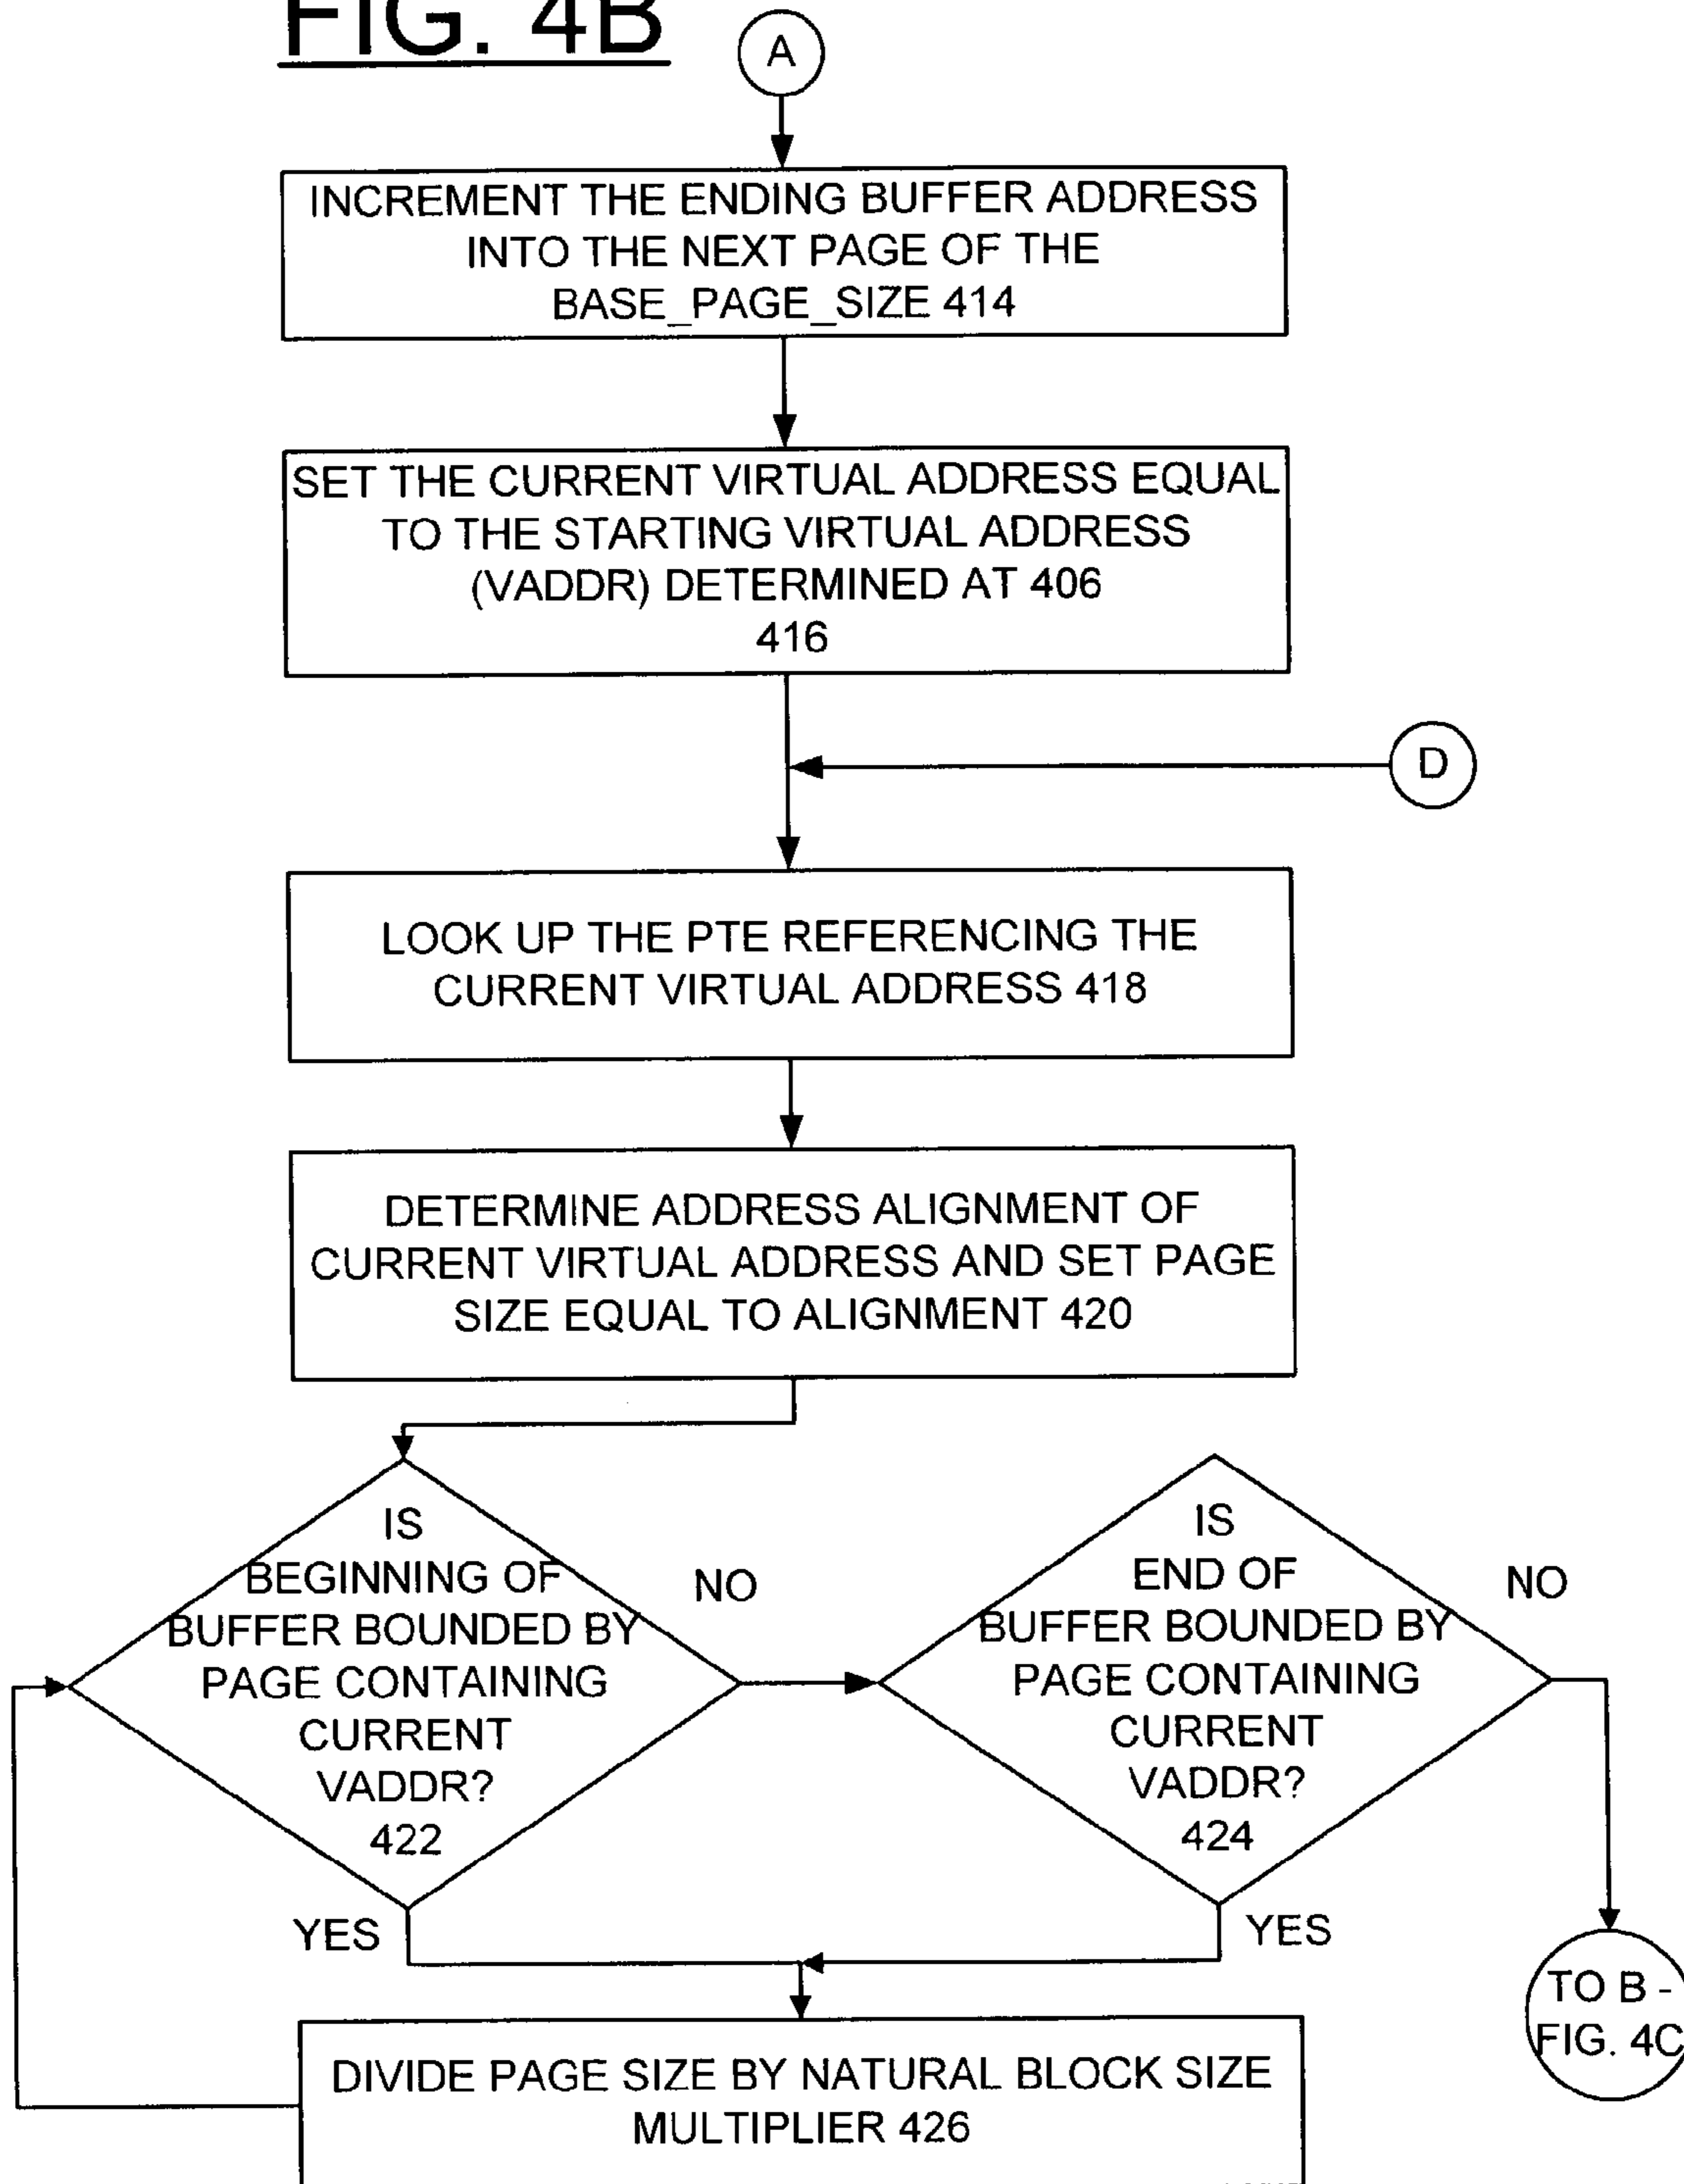 FIG. 4B
A
INCREMENT THE ENDING BUFFER ADDRESS
INTO THE NEXT PAGE OF THE
BASE_PAGE_SIZE 414
SET THE CURRENT VIRTUAL ADDRESS EQUAL
TO THE STARTING VIRTUAL ADDRESS
(VADDR) DETERMINED AT 406
416
D
LOOK UP THE PTE REFERENCING THE
CURRENT VIRTUAL ADDRESS 418
DETERMINE ADDRESS ALIGNMENT OF
CURRENT VIRTUAL ADDRESS AND SET PAGE
SIZE EQUAL TO ALIGNMENT 420
IS
BEGINNING OF
BUFFER BOUNDED BY
PAGE CONTAINING
CURRENT
VADDR?
422
NO
YES
IS
END OF
BUFFER BOUNDED BY
PAGE CONTAINING
CURRENT
VADDR?
424
NO
YES
TO B -
FIG. 4C
DIVIDE PAGE SIZE BY NATURAL BLOCK SIZE
MULTIPLIER 426